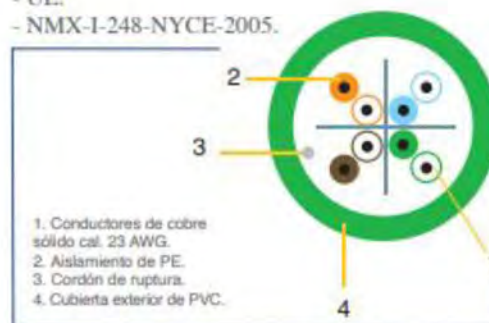 - UL.
- NMX-I-248-NYCE-2005.
2
3
1. Conductores de cobre
sólido cal. 23 AWG.
2. Aislamiento de PE.
3. Cordón de ruptura.
4. Cubierta exterior de PVC.
4